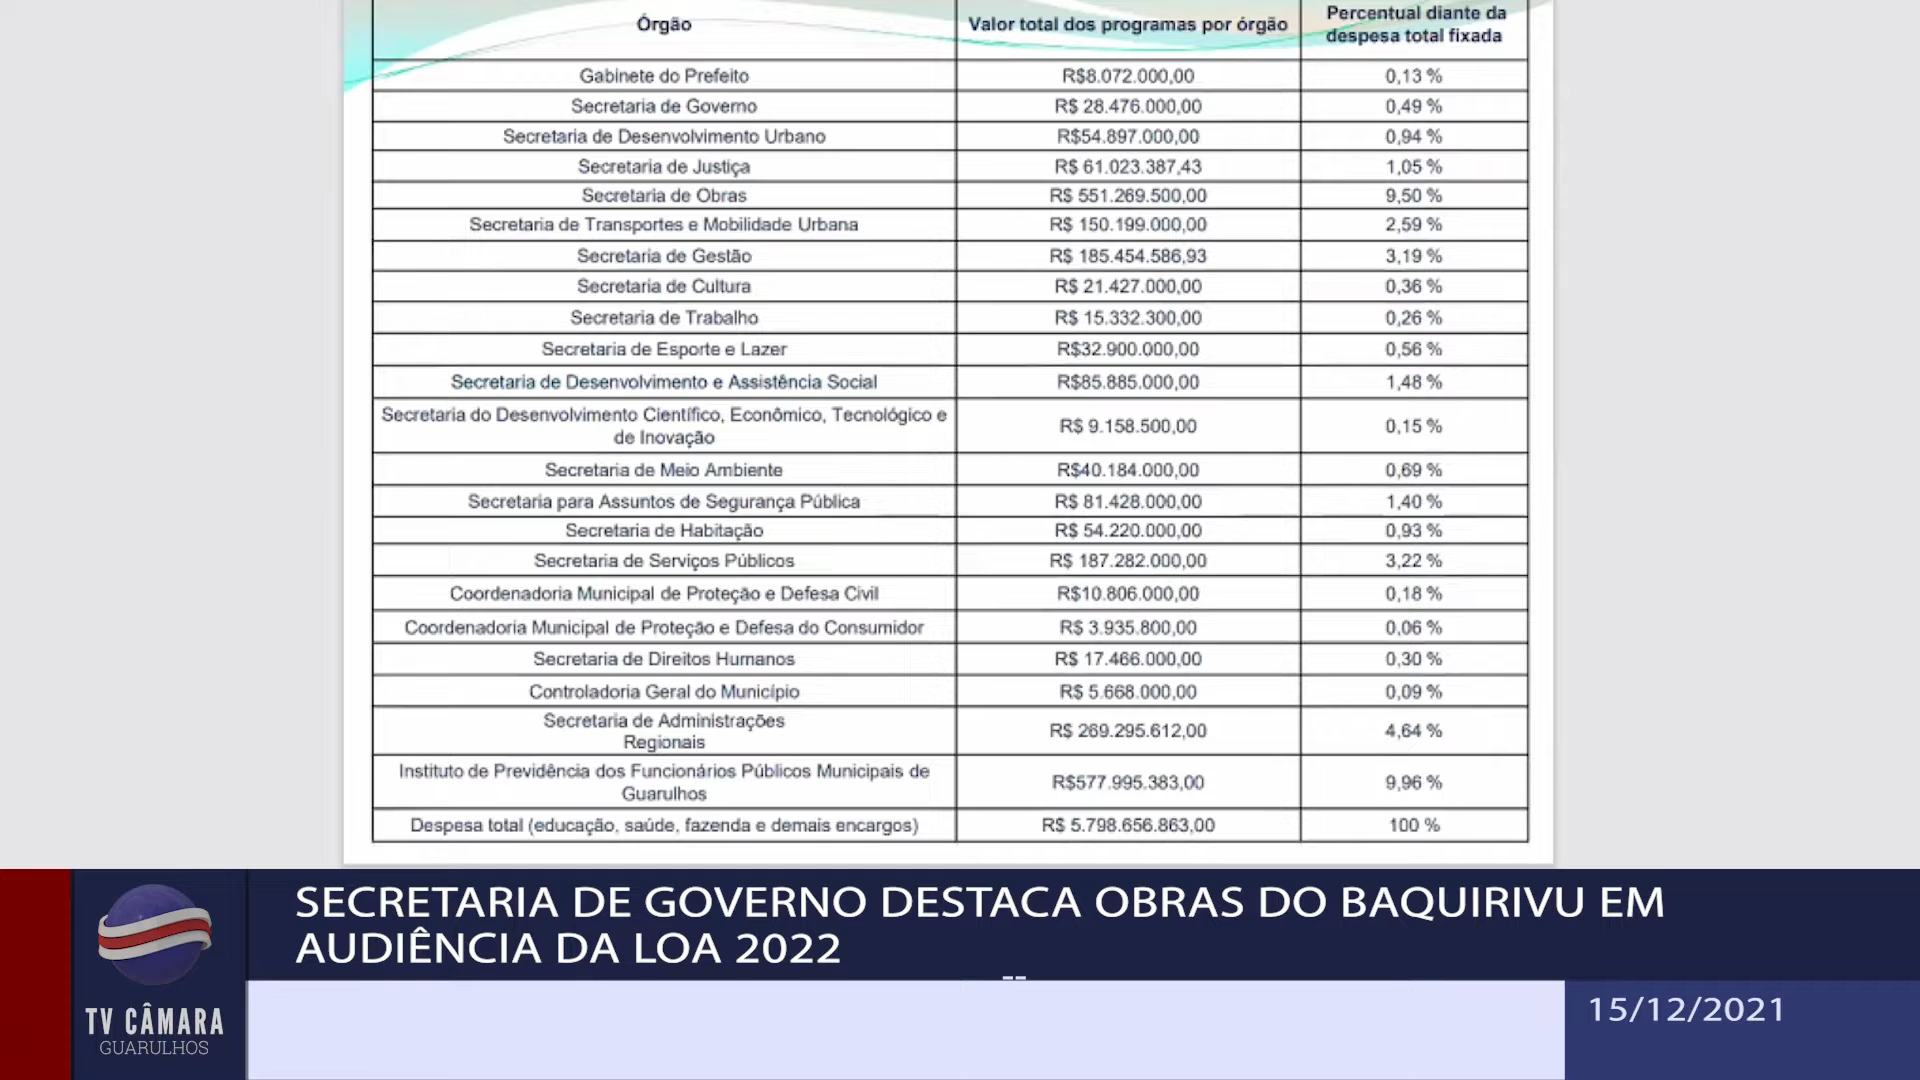 Órgão Valor total dos programas por órgão Percentual diante da
despesa total fixada
Gabinete do Prefeito R$8.072.000,00 0,13 %
Secretaria de Governo R$ 28.476.000,00 0,49 %
Secretaria de Desenvolvimento Urbano R$54.897.000,00 0,94 %
Secretaria de Justiça R$ 61.023.387,43 1,05 %
Secretaria de Obras R$ 551.269.500,00 9,50 %
Secretaria de Transportes e Mobilidade Urbana R$ 150.199.000,00 2,59 %
Secretaria de Gestão R$ 185.454.586,93 3,19 %
Secretaria de Cultura R$ 21.427.000,00 0,36 %
Secretaria de Trabalho R$ 15.332.300,00 0,26 %
Secretaria de Esporte e Lazer R$32.900.000,00 0,56 %
Secretaria de Desenvolvimento e Assistência Social R$85.885.000,00 1,48 %
Secretaria do Desenvolvimento Científico, Econômico, Tecnológico e
de Inovação R$ 9.158.500,00 0,15 %
Secretaria de Meio Ambiente R$40.184.000,00 0,69 %
Secretaria para Assuntos de Segurança Pública R$ 81.428.000,00 1,40 %
Secretaria de Habitação R$ 54.220.000,00 0,93 %
Secretaria de Serviços Públicos R$ 187.282.000,00 3,22 %
Coordenadoria Municipal de Proteção e Defesa Civil R$10.806.000,00 0,18 %
Coordenadoria Municipal de Proteção e Defesa do Consumidor R$ 3.935.800,00 0,06 %
Secretaria de Direitos Humanos R$ 17.466.000,00 0,30 %
Controladoria Geral do Município R$ 5.668.000,00 0,09 %
Secretaria de Administrações
Regionais R$ 269.295.612,00 4,64 %
Instituto de Previdência dos Funcionários Públicos Municipais de
Guarulhos R$577.995.383,00 9,96 %
Despesa total (educação, saúde, fazenda e demais encargos) R$ 5.798.656.863,00 100 %
SECRETARIA DE GOVERNO DESTACA OBRAS DO BAQUIRIVU EM
AUDIÊNCIA DA LOA 2022
TV CÂMARA
GUARULHOS
15/12/2021